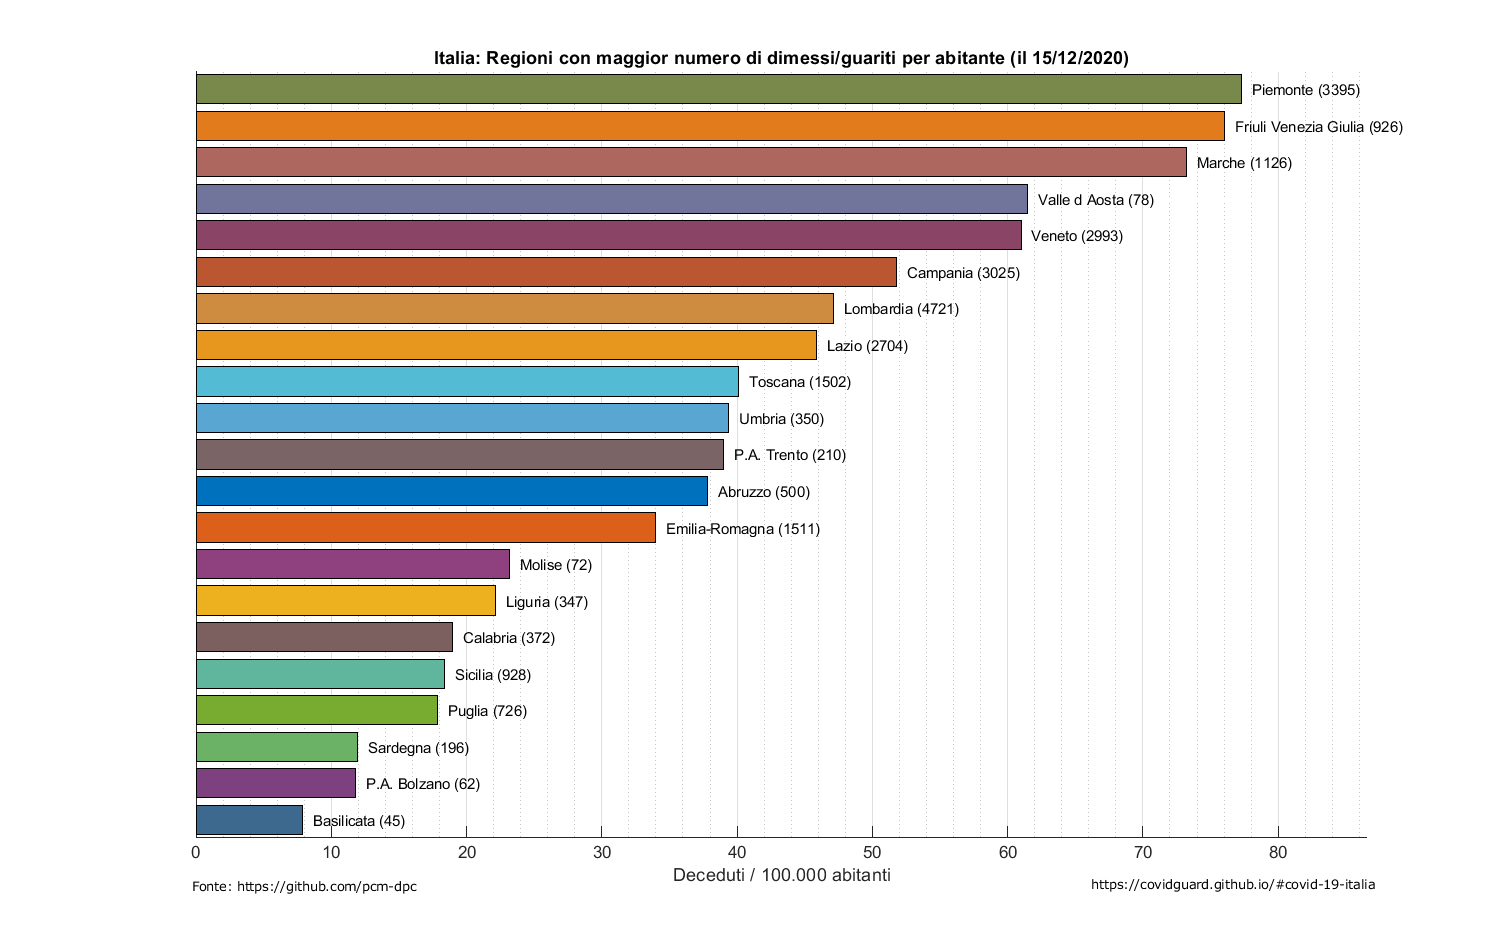 Italia: Regioni con maggior numero di dimessi/guariti per abitante (il 15/12/2020)
Piemonte (3395)
Friuli Venezia Giulia (926)
Marche (1126)
Valle d Aosta (78)
Veneto (2993)
Campania (3025)
Lombardia (4721)
Lazio (2704)
Toscana (1502)
Umbria (350)
P.A. Trento (210)
Abruzzo (500)
Emilia-Romagna (1511)
Molise (72)
Liguria (347)
Calabria (372)
Sicilia (928)
Puglia (726)
Sardegna (196)
P.A. Bolzano (62)
Basilicata (45)
0 10 20 30 40 50 60 70 80
Deceduti / 100.000 abitanti
Fonte: https://github.com/pcm-dpc
https://covidguard.github.io/#covid-19-italia